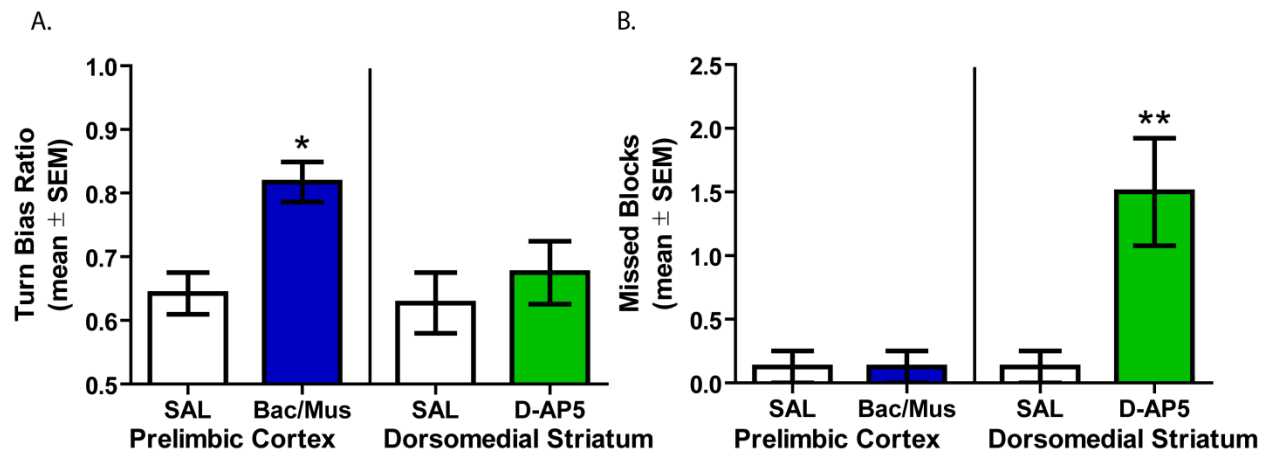 A.
Turn Bias Ratio
(mean ± SEM)
1.0
0.9
0.8
0.7
0.6
0.5
*
SAL
Bac/Mus
SAL
D-AP5
Prelimbic Cortex
Dorsomedial Striatum
B.
Missed Blocks
(mean ± SEM)
2.5
2.0
1.5
1.0
0.5
0.0
**
SAL
Bac/Mus
SAL
D-AP5
Prelimbic Cortex
Dorsomedial Striatum